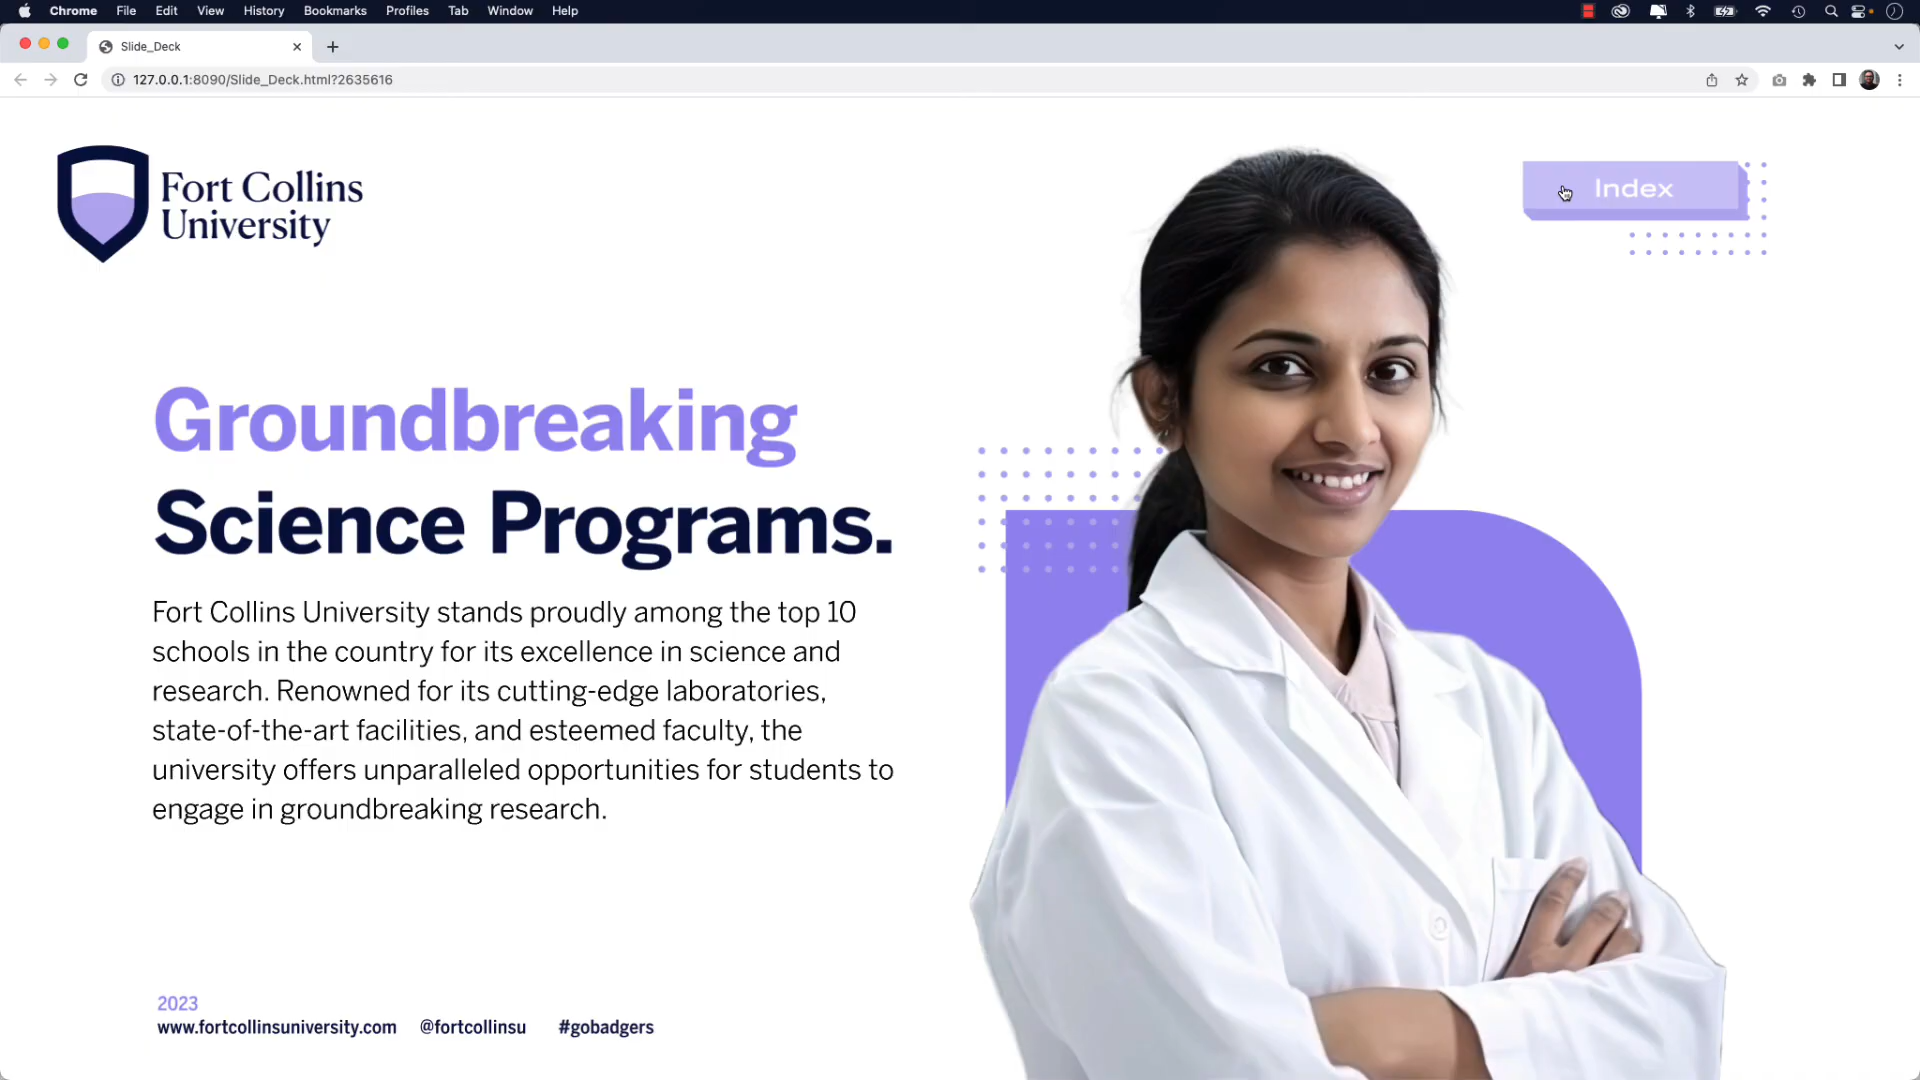 Chrome File Edit View History Bookmarks Profiles Tab Window Help
Slide_Deck
127.0.0.1:8090/Slide_Deck.html?2635616
Fort Collins
University
Index
Groundbreaking
Science Programs.
Fort Collins University stands proudly among the top 10
schools in the country for its excellence in science and
research. Renowned for its cutting-edge laboratories,
state-of-the-art facilities, and esteemed faculty, the
university offers unparalleled opportunities for students to
engage in groundbreaking research.
2023
www.fortcollinsuniversity.com @fortcollinsu #gobadgers